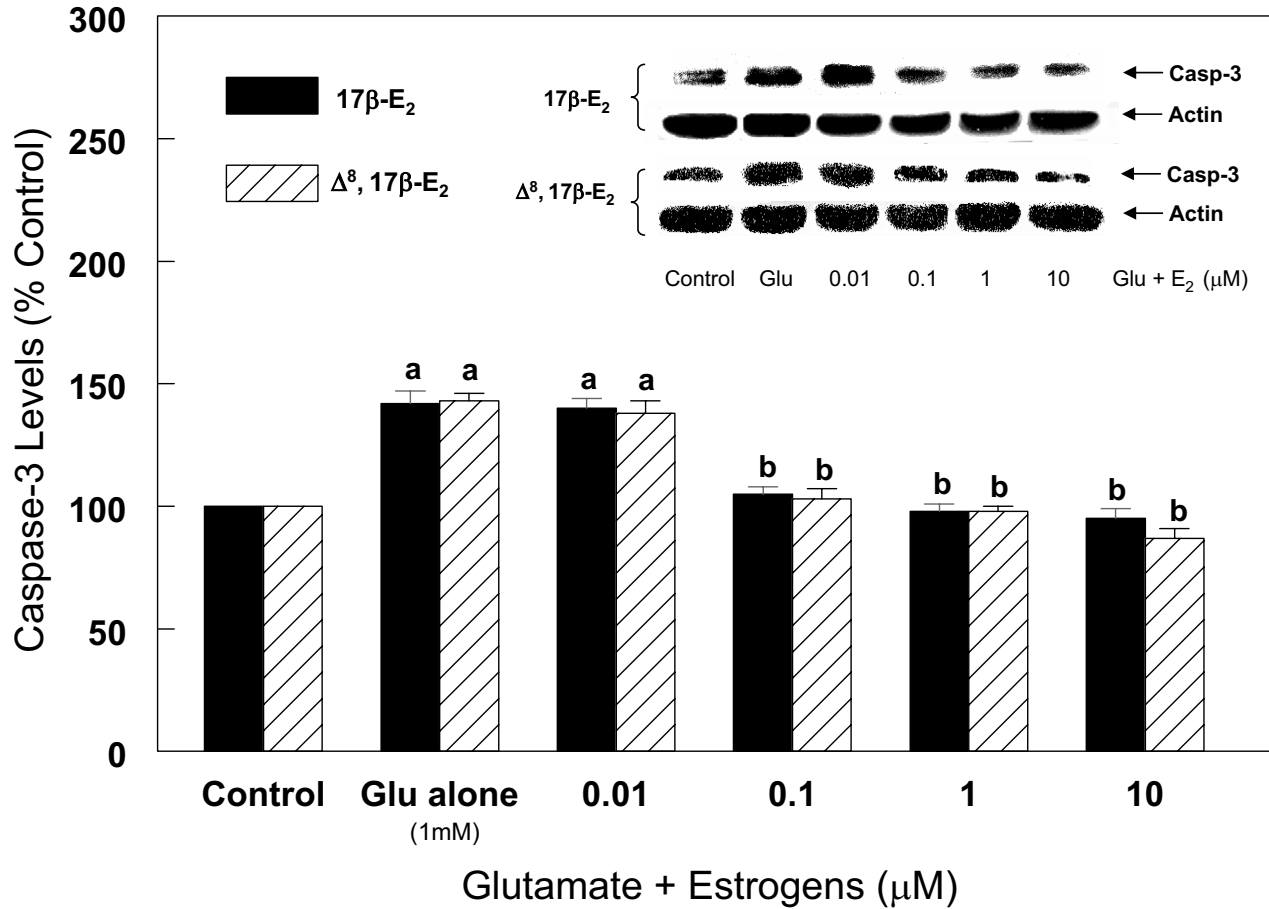 300
250
200
150
100
50
0
Caspase-3 Levels (% Control)
17β-E₂
Δ⁸, 17β-E₂
17β-E₂
Δ⁸, 17β-E₂
Casp-3
Actin
Casp-3
Actin
Control Glu 0.01 0.1 1 10 Glu + E₂ (μM)
a a a a b b b b b b
Control Glu alone 0.01 0.1 1 10
(1mM)
Glutamate + Estrogens (μM)